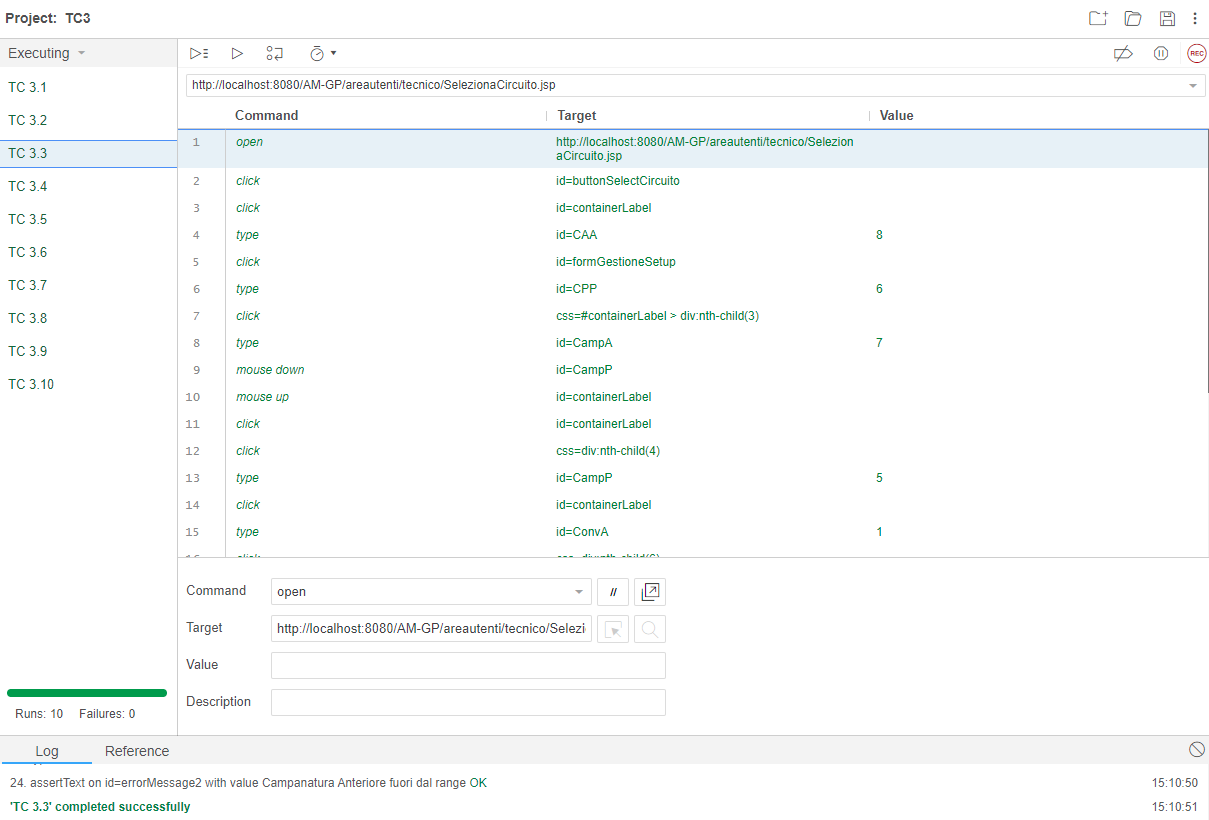 Project: TC3
Executing
TC 3.1
TC 3.2
TC 3.3
TC 3.4
TC 3.5
TC 3.6
TC 3.7
TC 3.8
TC 3.9
TC 3.10
Runs: 10 Failures: 0
REC
http://localhost:8080/AM-GP/areautenti/tecnico/SelezionaCircuito.jsp
Command Target Value
1 open http://localhost:8080/AM-GP/areautenti/tecnico/Selezion
aCircuito.jsp
2 click id=buttonSelectCircuito
3 click id=containerLabel
4 type id=CAA 8
5 click id=formGestioneSetup
6 type id=CPP 6
7 click css=#containerLabel > div:nth-child(3)
8 type id=CampA 7
9 mouse down id=CampP
10 mouse up id=containerLabel
11 click id=containerLabel
12 click css=div:nth-child(4)
13 type id=CampP 5
14 click id=containerLabel
15 type id=ConvA 1
Command open //
Target http://localhost:8080/AM-GP/areautenti/tecnico/Selezi
Value
Description
Log Reference
24. assertText on id=errorMessage2 with value Campanatura Anteriore fuori dal range OK 15:10:50
'TC 3.3' completed successfully 15:10:51